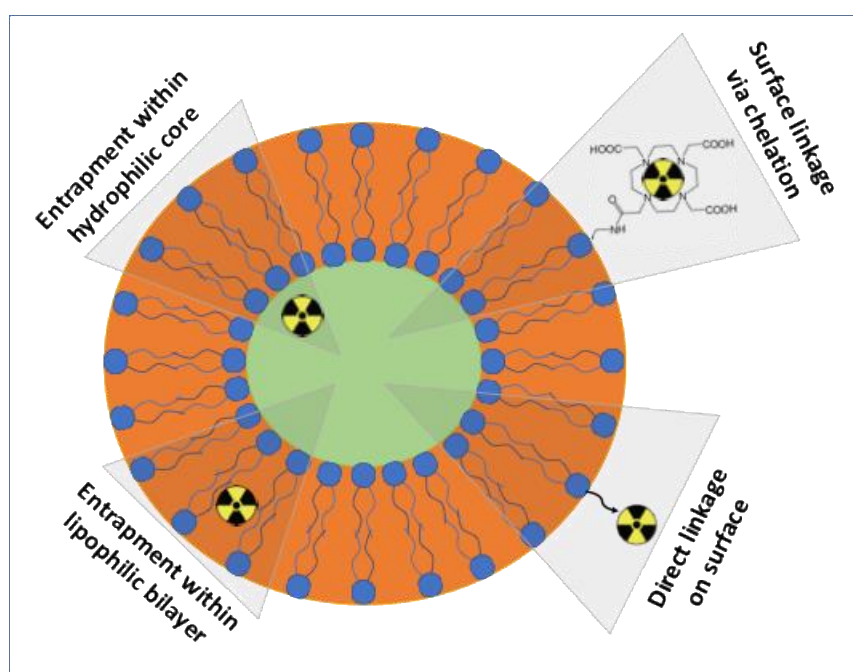 Entrapment within
hydrophilic core
Surface linkage
via chelation
HOOC
COOH
N
N
N
N
O
COOH
NH
Entrapment within
lipophilic bilayer
Direct linkage
on surface